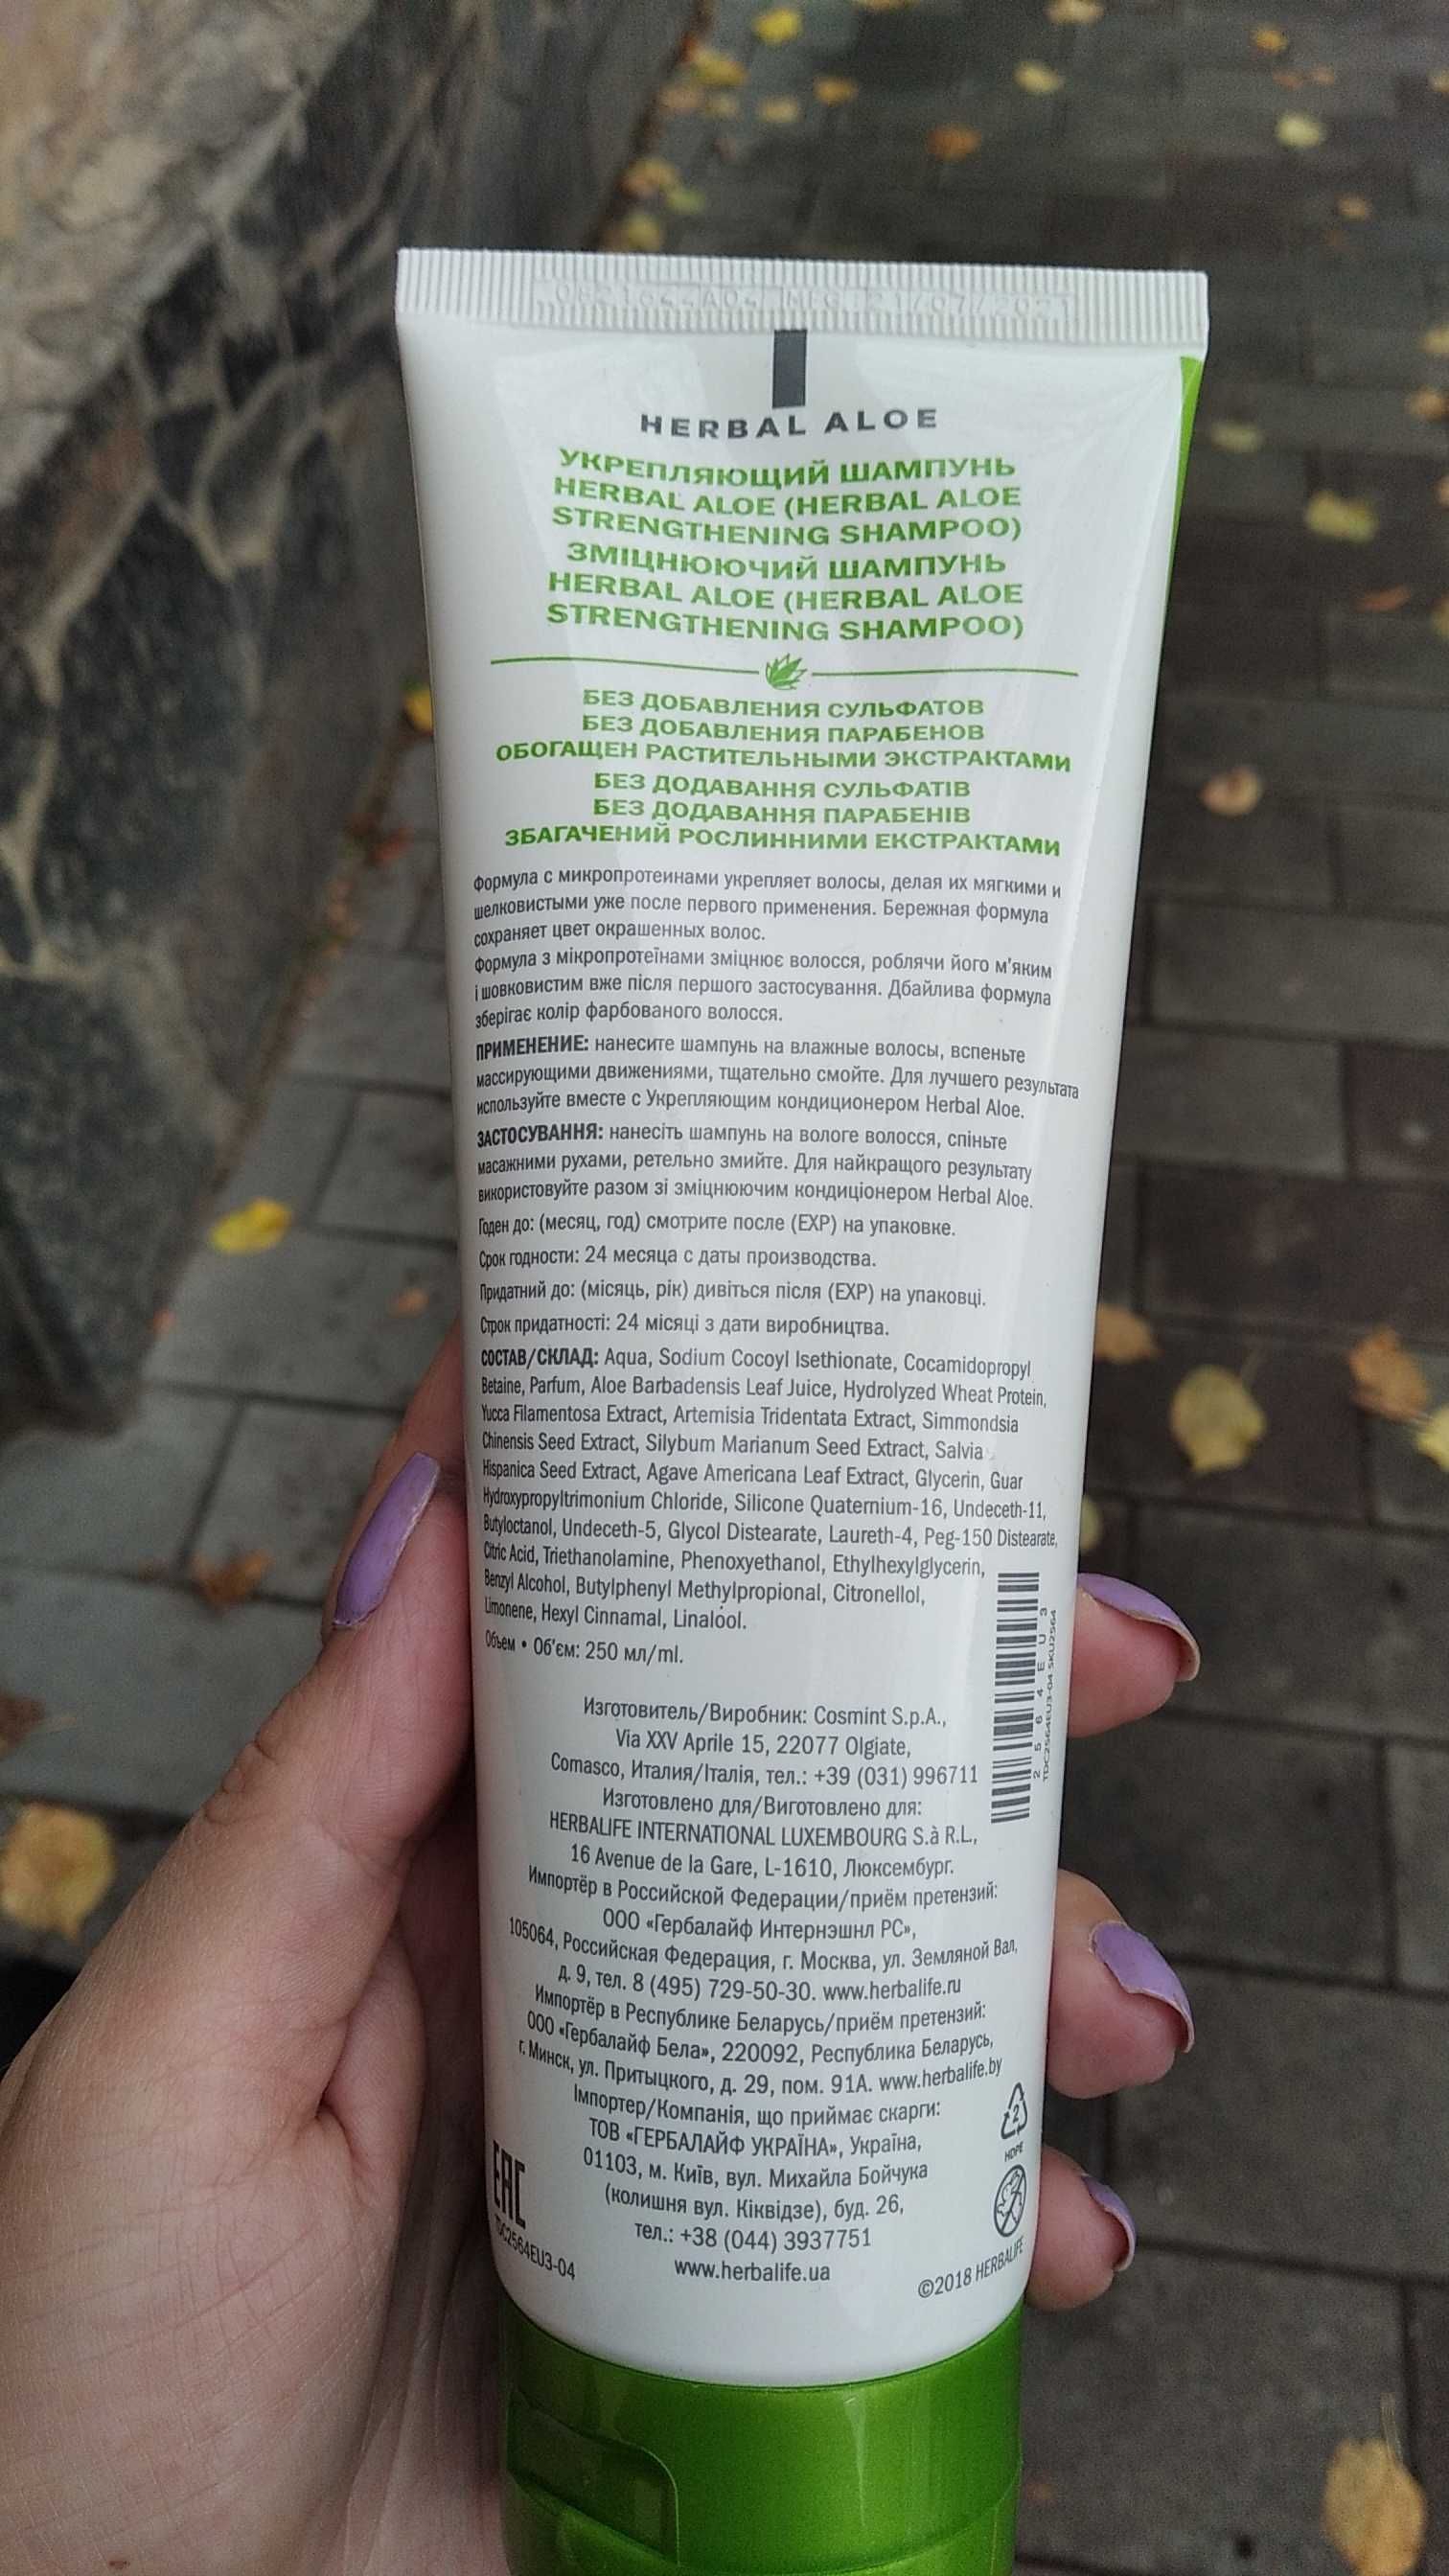 MFG:21/07/2021
HERBAL ALOE
УКРЕПЛЯЮЩИЙ ШАМПУНЬ
HERBAL ALOE (HERBAL ALOE
STRENGTHENING SHAMPOO)
ЗМІЦНЮЮЧИЙ ШАМПУНЬ
HERBAL ALOE (HERBAL ALOE
STRENGTHENING SHAMPOO)
БЕЗ ДОБАВЛЕНИЯ СУЛЬФАТОВ
БЕЗ ДОБАВЛЕНИЯ ПАРАБЕНОВ
ОБОГАЩЕН РАСТИТЕЛЬНЫМИ ЭКСТРАКТАМИ
БЕЗ ДОДАВАННЯ СУЛЬФАТІВ
БЕЗ ДОДАВАННЯ ПАРАБЕНІВ
ЗБАГАЧЕНИЙ РОСЛИННИМИ ЕКСТРАКТАМИ
Формула с микропротеинами укрепляет волосы, делая их мягкими и
шелковистыми уже после первого применения. Бережная формула
сохраняет цвет окрашенных волос.
Формула з мікропротеїнами зміцнює волосся, роблячи його м'яким
і шовковистим вже після першого застосування. Дбайлива формула
зберігає колір фарбованого волосся.
ПРИМЕНЕНИЕ: нанесите шампунь на влажные волосы, вспеньте
массирующими движениями, тщательно смойте. Для лучшего результата
используйте вместе с Укрепляющим кондиционером Herbal Aloe.
ЗАСТОСУВАННЯ: нанесіть шампунь на вологе волосся, спіньте
масажними рухами, ретельно змийте. Для найкращого результату
використовуйте разом зі зміцнюючим кондиціонером Herbal Aloe.
Годен до: (месяц, год) смотрите после (EXP) на упаковке.
Срок годности: 24 месяца с даты производства.
Придатний до: (місяць, рік) дивіться після (EXP) на упаковці.
Строк придатності: 24 місяці з дати виробництва.
СОСТАВ/СКЛАД: Aqua, Sodium Cocoyl Isethionate, Cocamidopropyl
Betaine, Parfum, Aloe Barbadensis Leaf Juice, Hydrolyzed Wheat Protein,
Yucca Filamentosa Extract, Artemisia Tridentata Extract, Simmondsia
Chinensis Seed Extract, Silybum Marianum Seed Extract, Salvia
Hispanica Seed Extract, Agave Americana Leaf Extract, Glycerin, Guar
Hydroxypropyltrimonium Chloride, Silicone Quaternium-16, Undeceth-11,
Butyloctanol, Undeceth-5, Glycol Distearate, Laureth-4, Peg-150 Distearate,
Citric Acid, Triethanolamine, Phenoxyethanol, Ethylhexylglycerin,
Benzyl Alcohol, Butylphenyl Methylpropional, Citronellol,
Limonene, Hexyl Cinnamal, Linalool.
Объем • Об'єм: 250 мл/ml.
2 5 6 4 E U 3
TDC2564EU3-04 SKU2564
Изготовитель/Виробник: Cosmint S.p.A.,
Via XXV Aprile 15, 22077 Olgiate,
Comasco, Италия/Італія, тел.: +39 (031) 996711
Изготовлено для/Виготовлено для:
HERBALIFE INTERNATIONAL LUXEMBOURG S.à R.L.,
16 Avenue de la Gare, L-1610, Люксембург.
Импортёр в Российской Федерации/приём претензий:
ООО «Гербалайф Интернэшнл РС»,
105064, Российская Федерация, г. Москва, ул. Земляной Вал,
д. 9, тел. 8 (495) 729-50-30. www.herbalife.ru
Импортёр в Республике Беларусь/приём претензий:
ООО «Гербалайф Бела», 220092, Республика Беларусь,
г. Минск, ул. Притыцкого, д. 29, пом. 91А. www.herbalife.by
Імпортер/Компанія, що приймає скарги:
ТОВ «ГЕРБАЛАЙФ УКРАЇНА», Україна,
01103, м. Київ, вул. Михайла Бойчука
(колишня вул. Кіквідзе), буд. 26,
тел.: +38 (044) 3937751
www.herbalife.ua
2
HDPE
EAC
TDC2564EU3-04
©2018 HERBALIFE